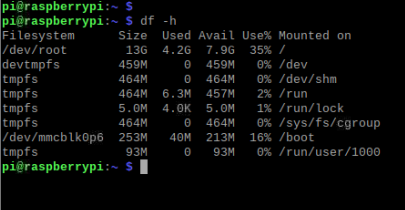 pi@raspberrypi:~ $
pi@raspberrypi:~ $ df -h
Filesystem      Size  Used Avail Use% Mounted on
/dev/root        13G  4.2G  7.9G  35% /
devtmpfs        459M     0  459M   0% /dev
tmpfs           464M     0  464M   0% /dev/shm
tmpfs           464M  6.3M  457M   2% /run
tmpfs           5.0M  4.0K  5.0M   1% /run/lock
tmpfs           464M     0  464M   0% /sys/fs/cgroup
/dev/mmcblk0p6  253M   40M  213M  16% /boot
tmpfs            93M     0   93M   0% /run/user/1000
pi@raspberrypi:~ $